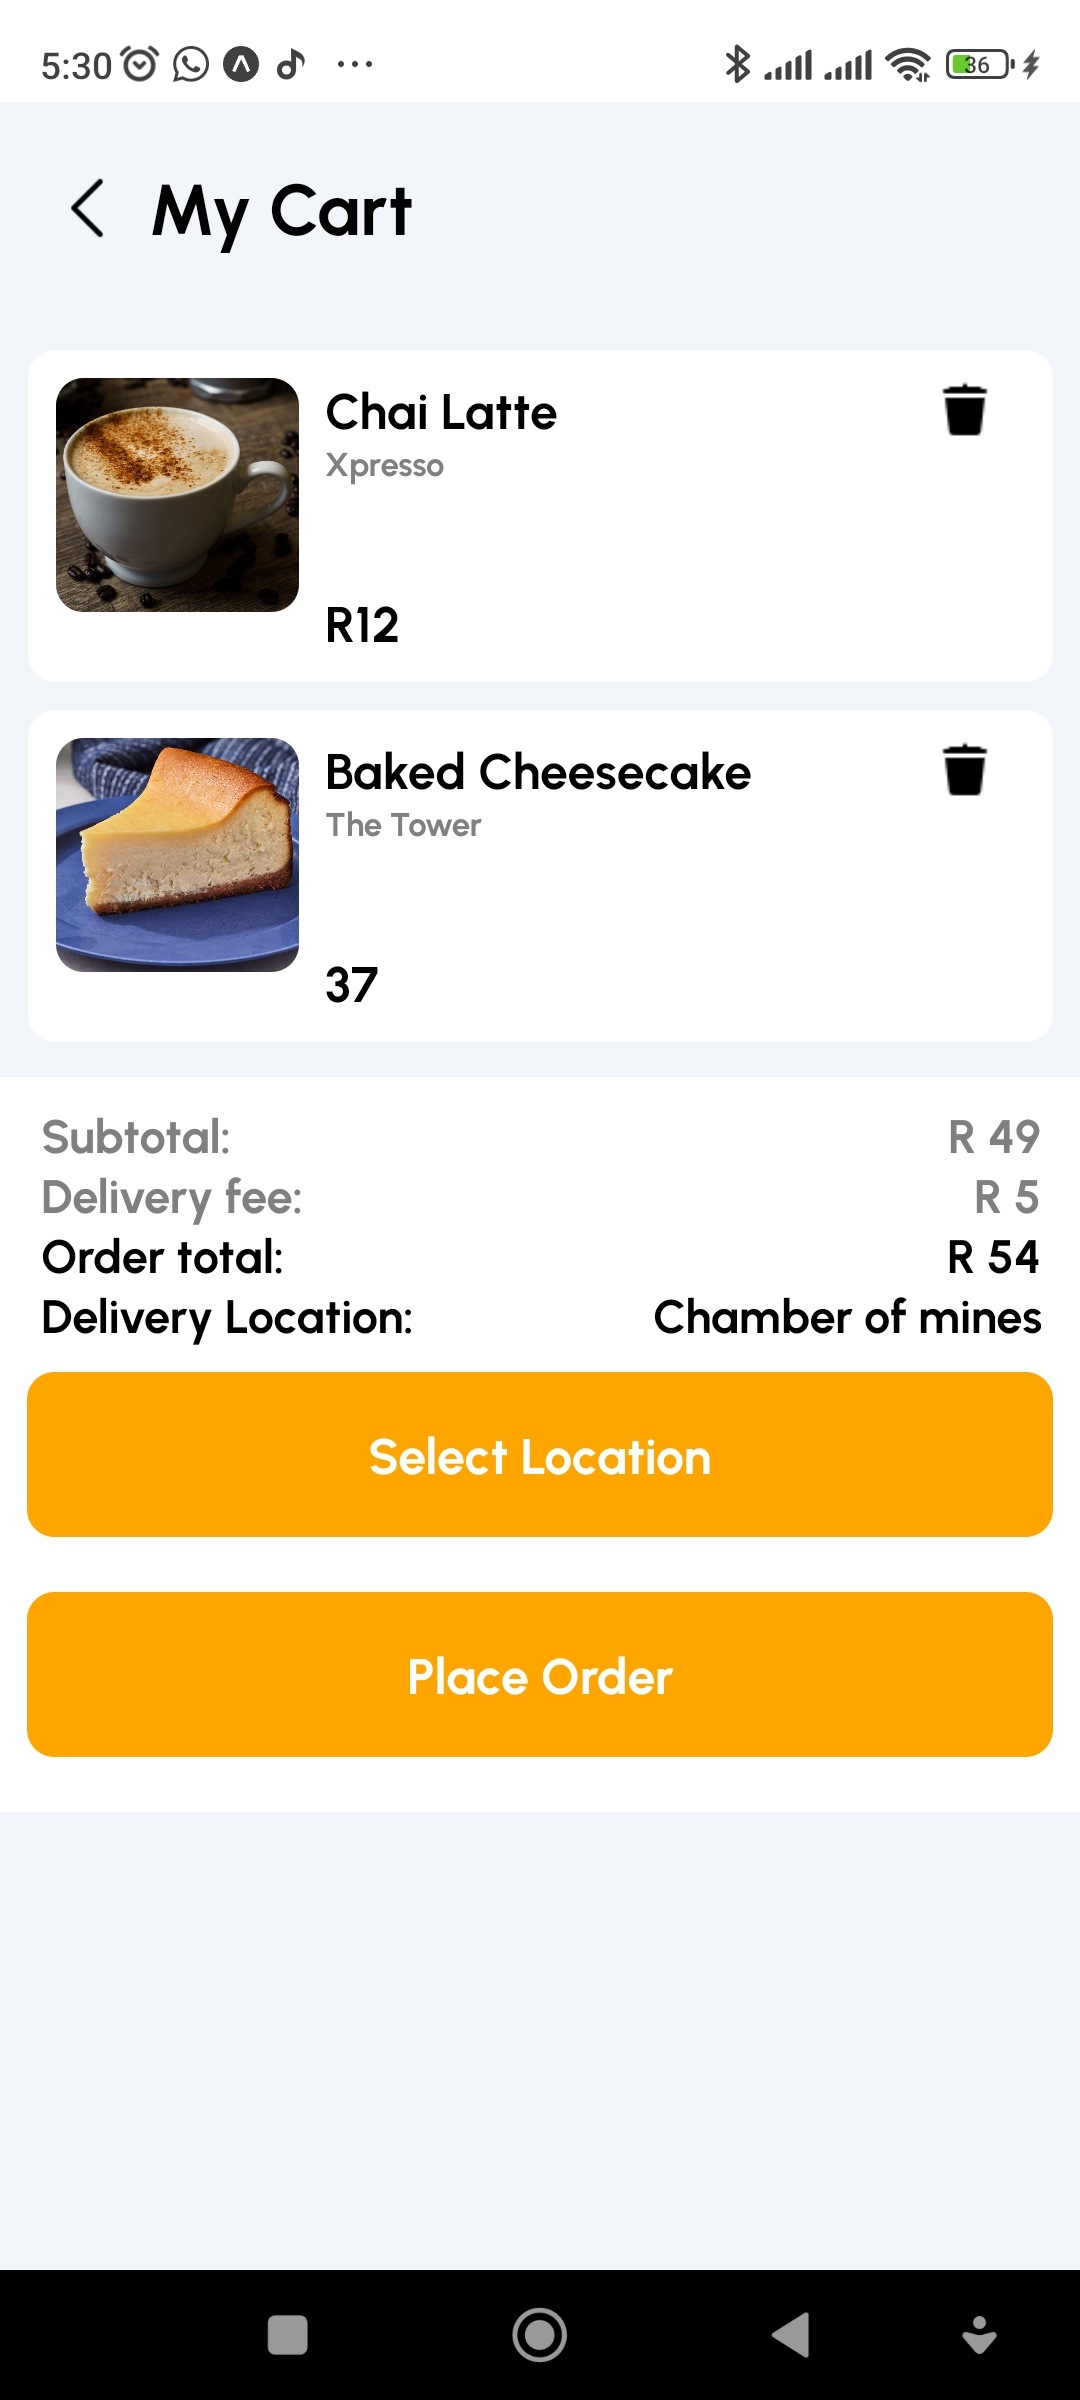 5:30
36
My Cart
Chai Latte
Xpresso
R12
Baked Cheesecake
The Tower
37
Subtotal: R 49
Delivery fee: R 5
Order total: R 54
Delivery Location: Chamber of mines
Select Location
Place Order